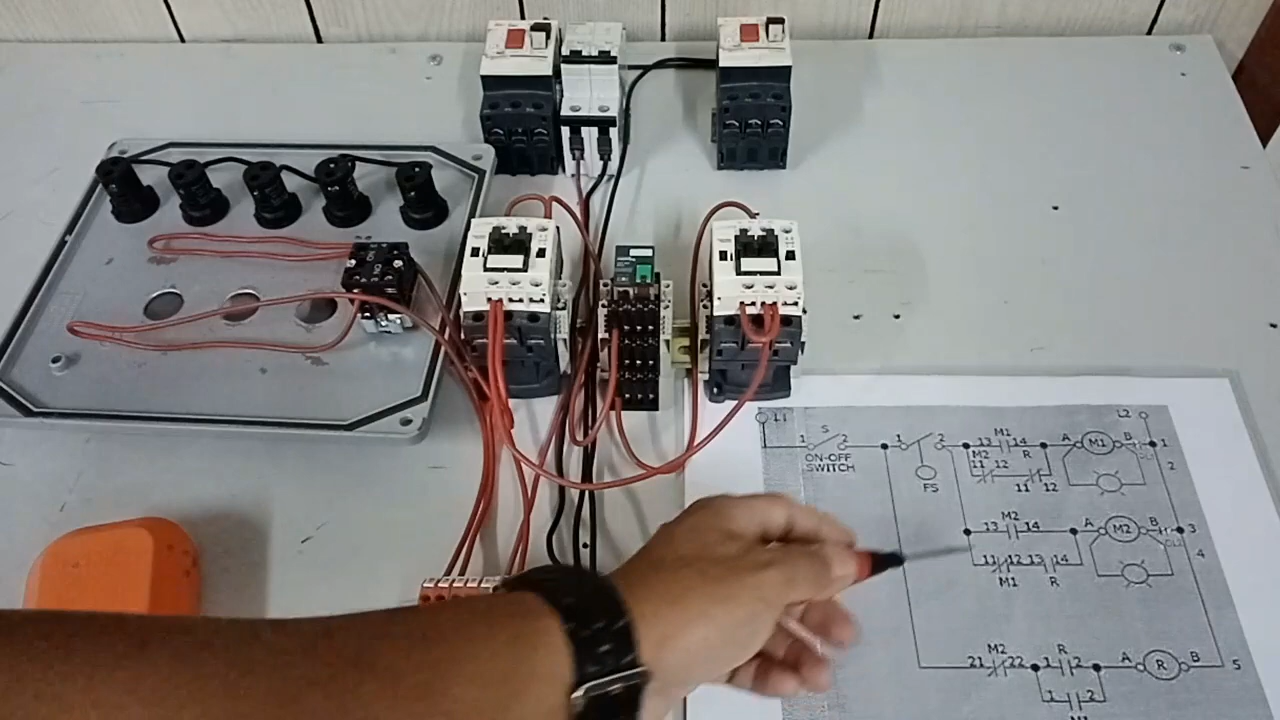 L1
L2
S
1 2
ON-OFF
SWITCH
1 2
FS
M1
13 14
A M1 B
1
M2 R
11 12
11 12
2
M2
13 14
A M2 B
3
4
11 12 13 14
M1 R
M2
21 22
R
1 2
A R B
5
1 2